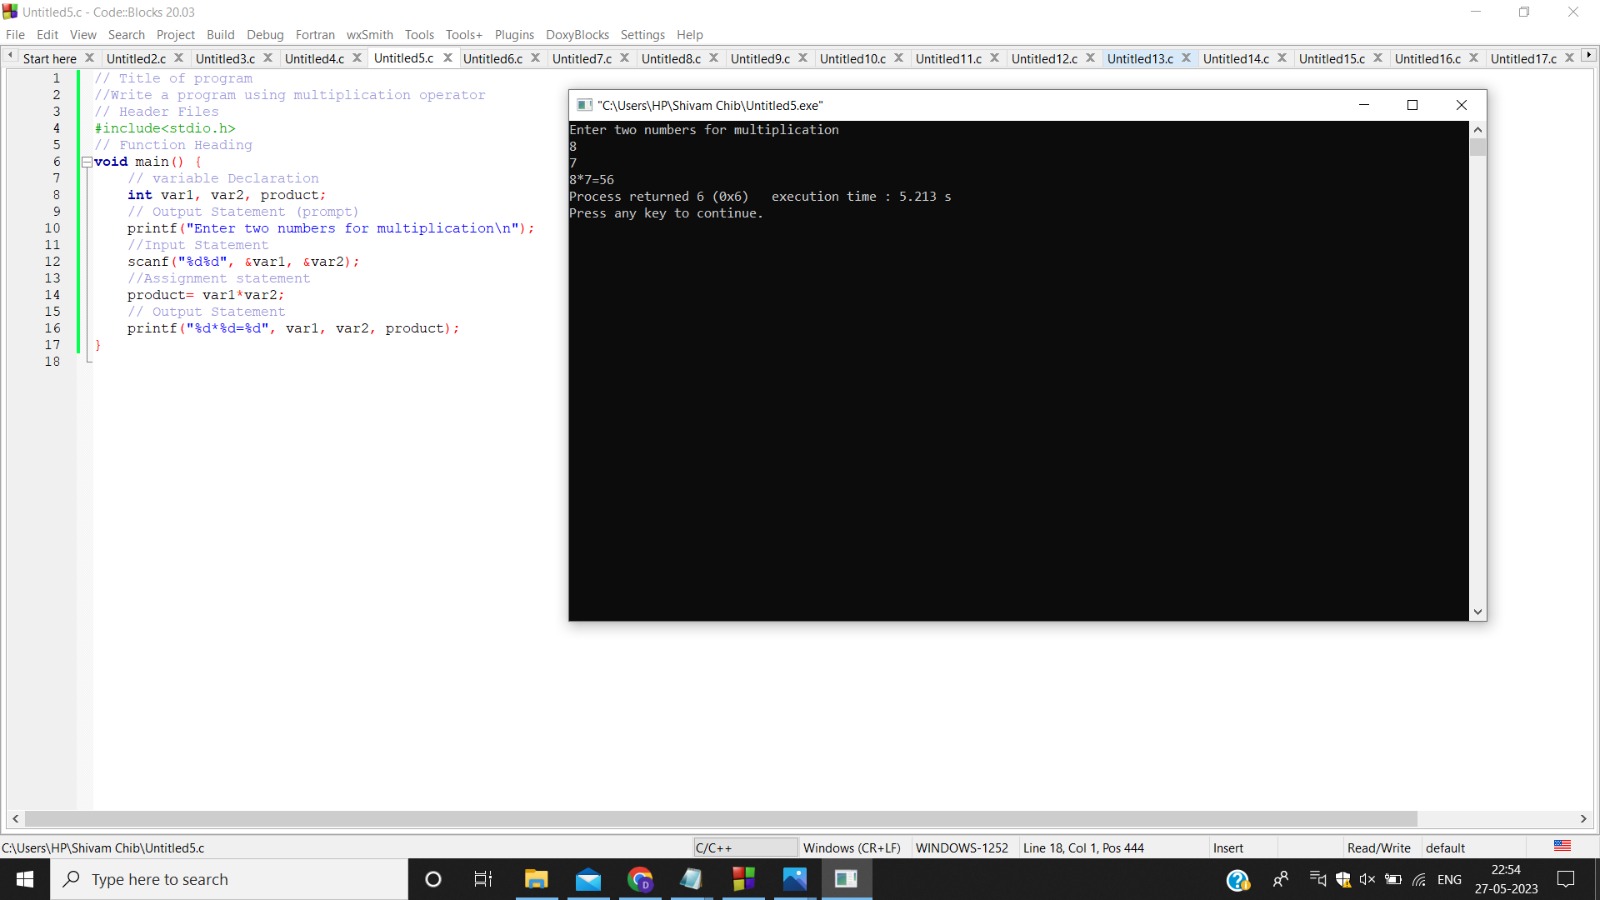 Untitled5.c - Code::Blocks 20.03
File Edit View Search Project Build Debug Fortran wxSmith Tools Tools+ Plugins DoxyBlocks Settings Help
Start here Untitled2.c Untitled3.c Untitled4.c Untitled5.c Untitled6.c Untitled7.c Untitled8.c Untitled9.c Untitled10.c Untitled11.c Untitled12.c Untitled13.c Untitled14.c Untitled15.c Untitled16.c Untitled17.c
1 // Title of program
2 //Write a program using multiplication operator
3 // Header Files
4 #include<stdio.h>
5 // Function Heading
6 void main() {
7 // variable Declaration
8 int var1, var2, product;
9 // Output Statement (prompt)
10 printf("Enter two numbers for multiplication\n");
11 //Input Statement
12 scanf("%d%d", &var1, &var2);
13 //Assignment statement
14 product= var1*var2;
15 // Output Statement
16 printf("%d*%d=%d", var1, var2, product);
17 }
18
"C:\Users\HP\Shivam Chib\Untitled5.exe"
Enter two numbers for multiplication
8
7
8*7=56
Process returned 6 (0x6)   execution time : 5.213 s
Press any key to continue.
C:\Users\HP\Shivam Chib\Untitled5.c C/C++ Windows (CR+LF) WINDOWS-1252 Line 18, Col 1, Pos 444 Insert Read/Write default
Type here to search
D
ENG
22:54
27-05-2023